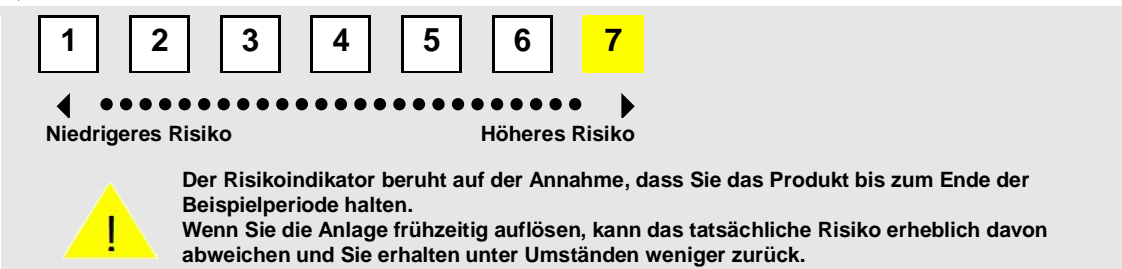 1 2 3 4 5 6 7
Niedrigeres Risiko Höheres Risiko
Der Risikoindikator beruht auf der Annahme, dass Sie das Produkt bis zum Ende der
Beispielperiode halten.
Wenn Sie die Anlage frühzeitig auflösen, kann das tatsächliche Risiko erheblich davon
abweichen und Sie erhalten unter Umständen weniger zurück.
!